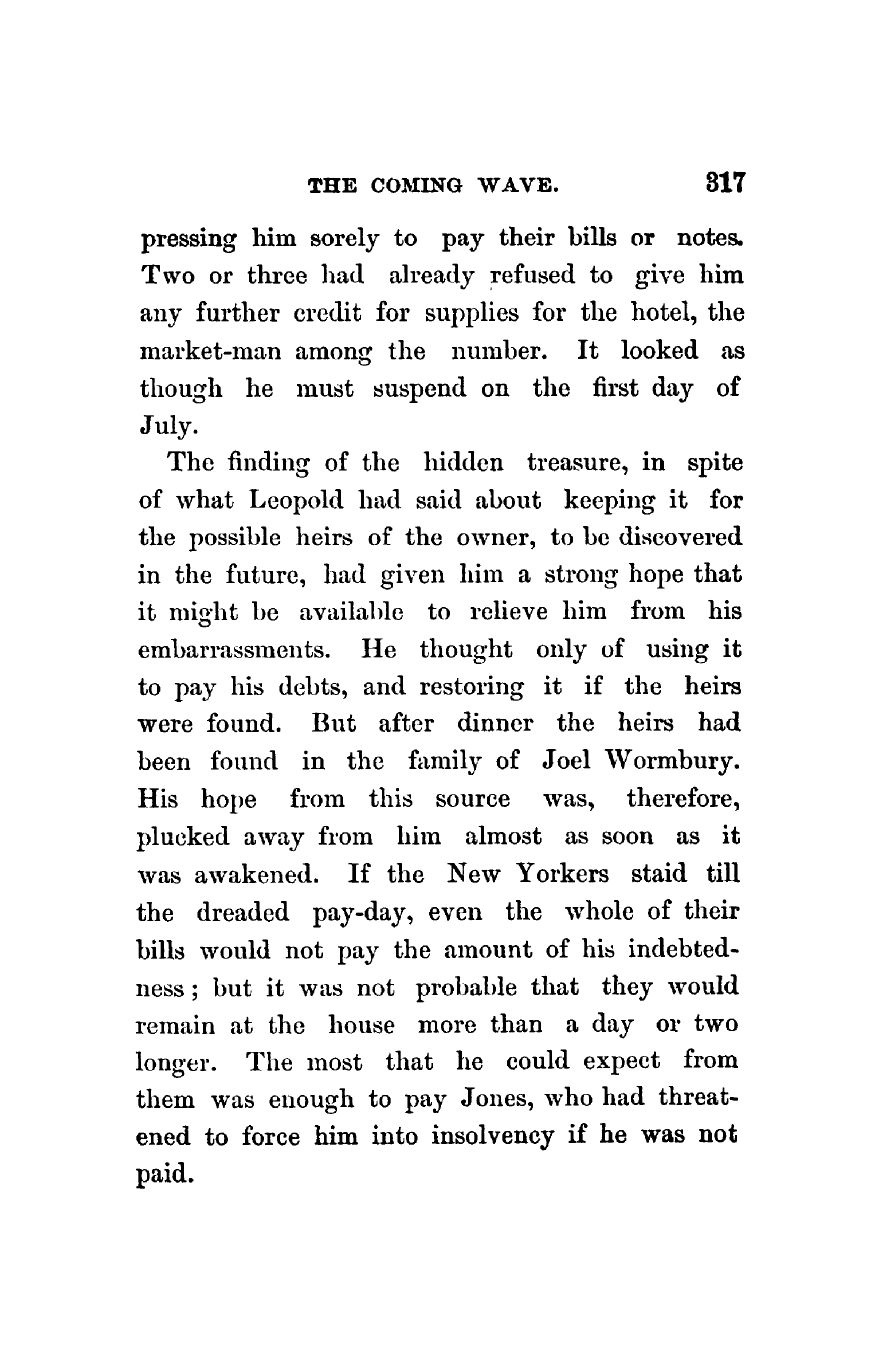 THE COMING WAVE. 317
pressing him sorely to pay their bills or notes.
Two or three had already refused to give him
any further credit for supplies for the hotel, the
market-man among the number. It looked as
though he must suspend on the first day of
July.
The finding of the hidden treasure, in spite
of what Leopold had said about keeping it for
the possible heirs of the owner, to be discovered
in the future, had given him a strong hope that
it might be available to relieve him from his
embarrassments. He thought only of using it
to pay his debts, and restoring it if the heirs
were found. But after dinner the heirs had
been found in the family of Joel Wormbury.
His hope from this source was, therefore,
plucked away from him almost as soon as it
was awakened. If the New Yorkers staid till
the dreaded pay-day, even the whole of their
bills would not pay the amount of his indebted-
ness; but it was not probable that they would
remain at the house more than a day or two
longer. The most that he could expect from
them was enough to pay Jones, who had threat-
ened to force him into insolvency if he was not
paid.